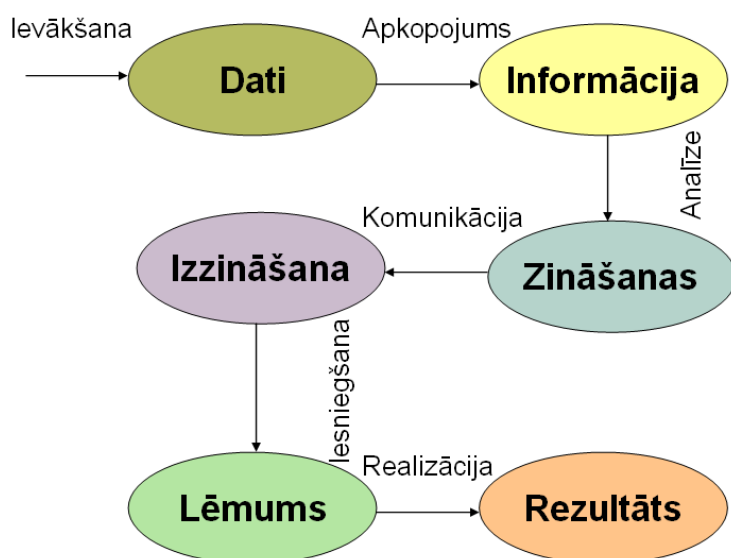 Ievākšana
Dati
Apkopojums
Informācija
Analīze
Zināšanas
Komunikācija
Izzināšana
Iesniegšana
Lēmums
Realizācija
Rezultāts